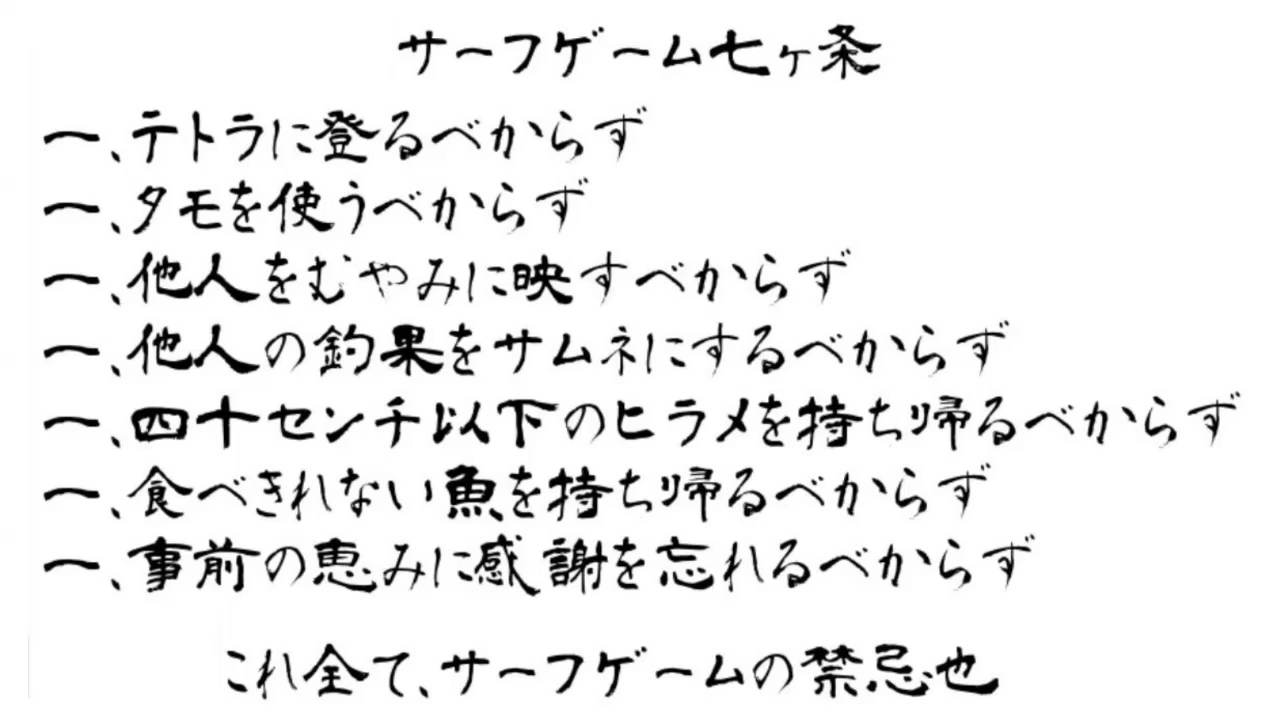 サーフゲーム七ヶ条
一、テトラに登るべからず
一、タモを使うべからず
一、他人をむやみに映すべからず
一、他人の釣果をサムネにするべからず
一、四十センチ以下のヒラメを持ち帰るべからず
一、食べきれない魚を持ち帰るべからず
一、事前の恵みに感謝を忘れるべからず
これ全て、サーフゲームの禁忌也